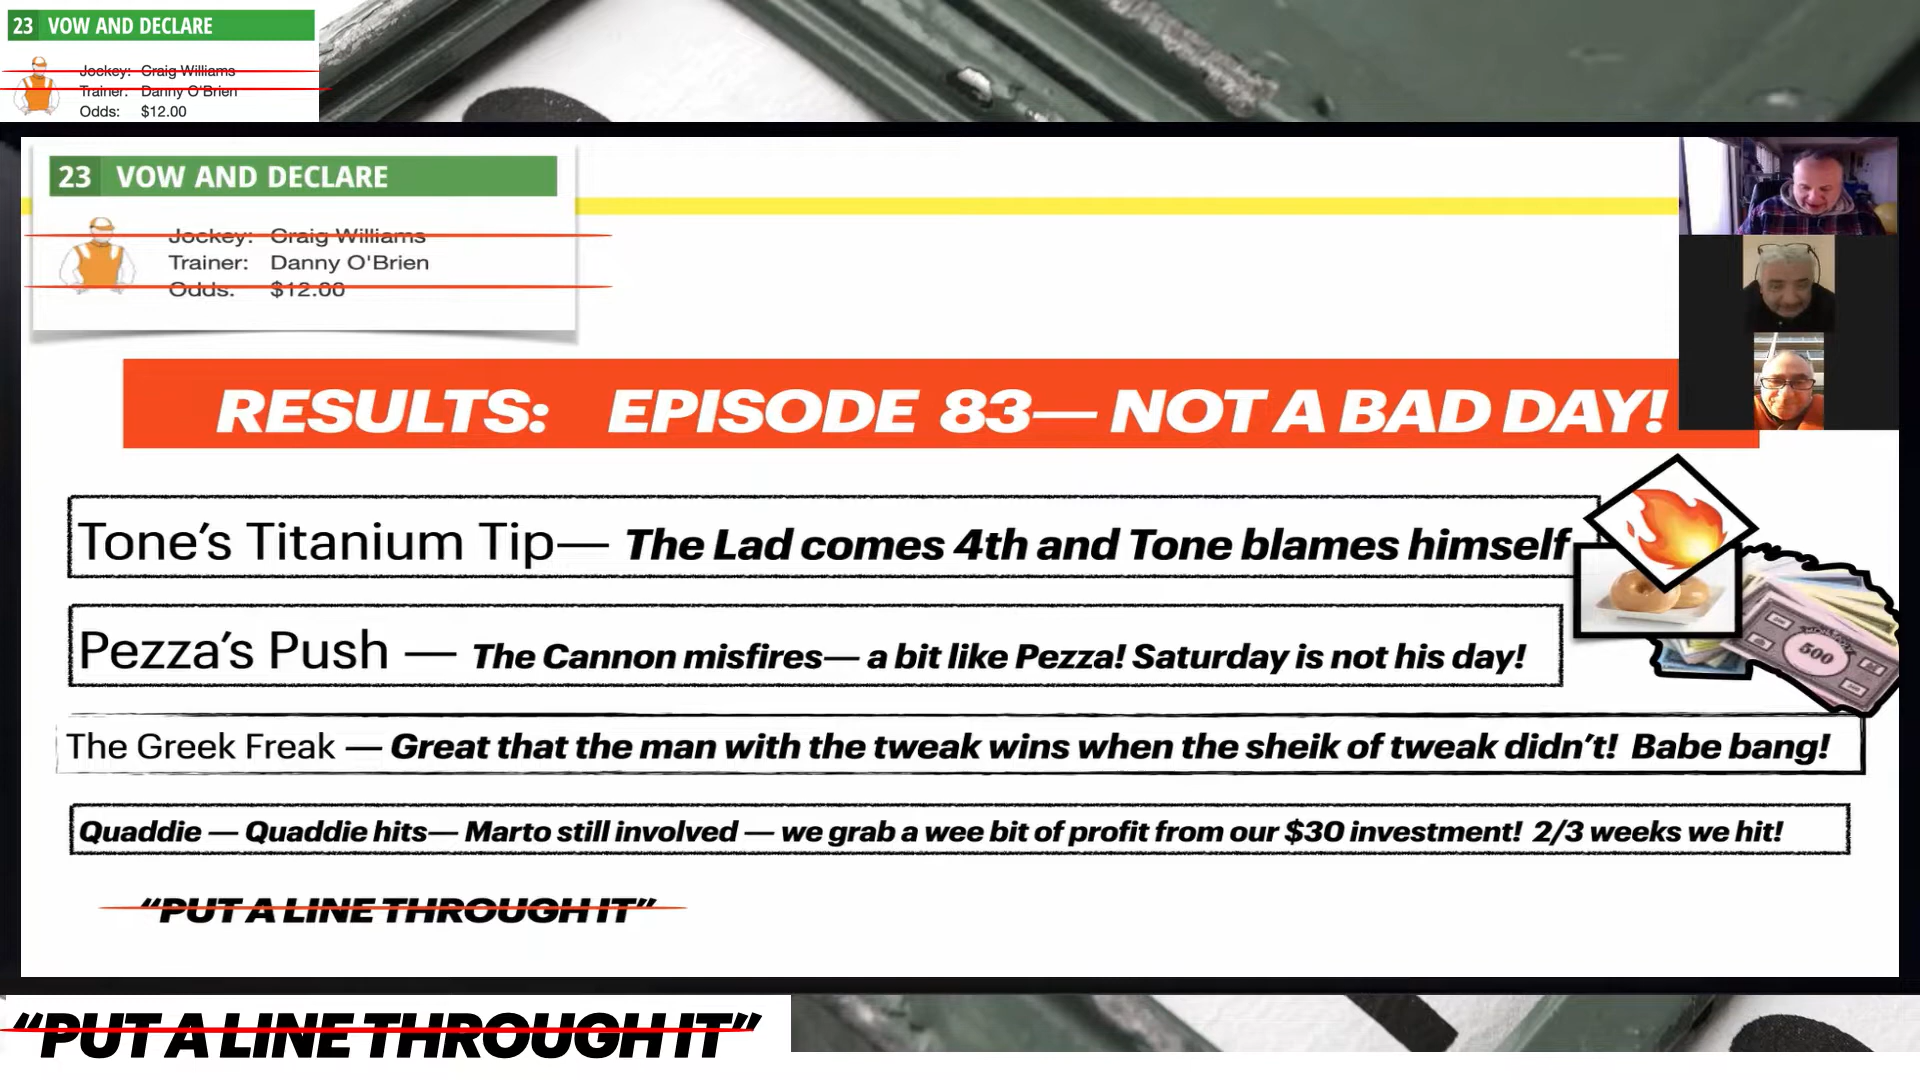 23 VOW AND DECLARE
Jockey: Craig Williams
Trainer: Danny O'Brien
Odds: $12.00
23 VOW AND DECLARE
Jockey: Craig Williams
Trainer: Danny O'Brien
Odds: $12.00
RESULTS: EPISODE 83— NOT A BAD DAY!
Tone’s Titanium Tip— The Lad comes 4th and Tone blames himself
Pezza’s Push — The Cannon misfires— a bit like Pezza! Saturday is not his day!
500
The Greek Freak — Great that the man with the tweak wins when the sheik of tweak didn’t! Babe bang!
Quaddie — Quaddie hits— Marto still involved — we grab a wee bit of profit from our $30 investment! 2/3 weeks we hit!
“PUT A LINE THROUGH IT”
“PUT A LINE THROUGH IT”